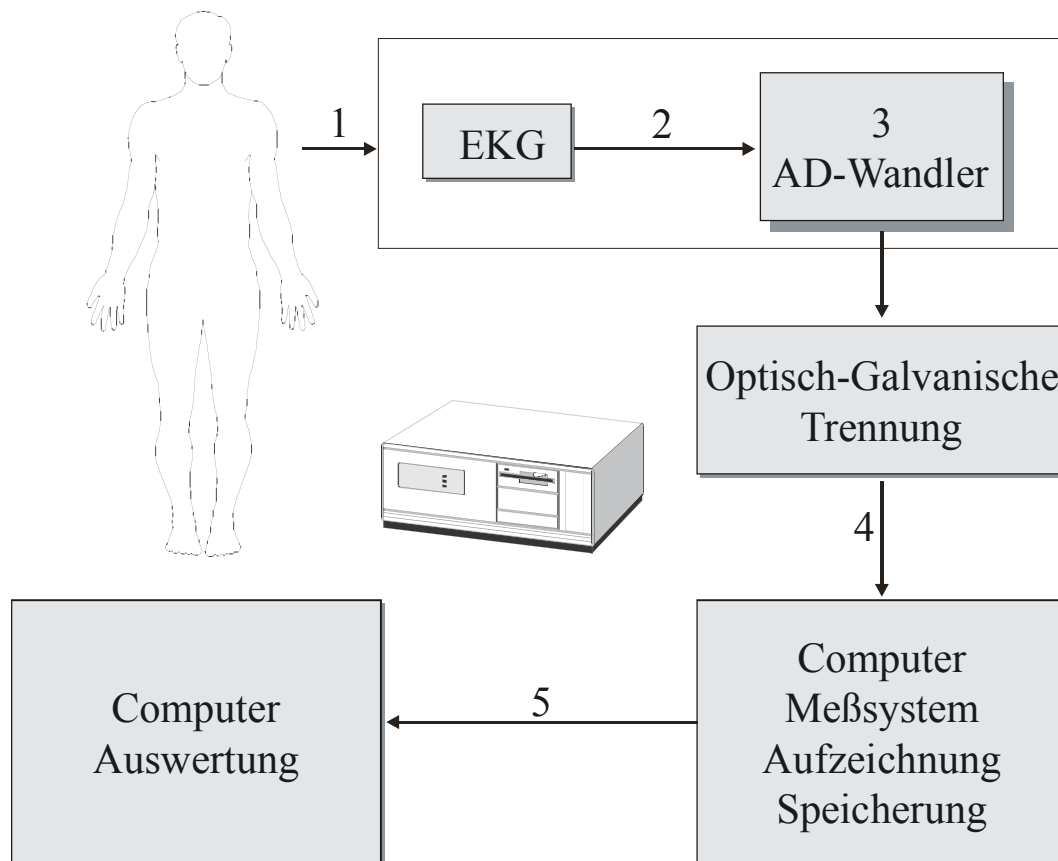 1
EKG
2
3
AD-Wandler
Optisch-Galvanische
Trennung
4
Computer
Meßsystem
Aufzeichnung
Speicherung
5
Computer
Auswertung